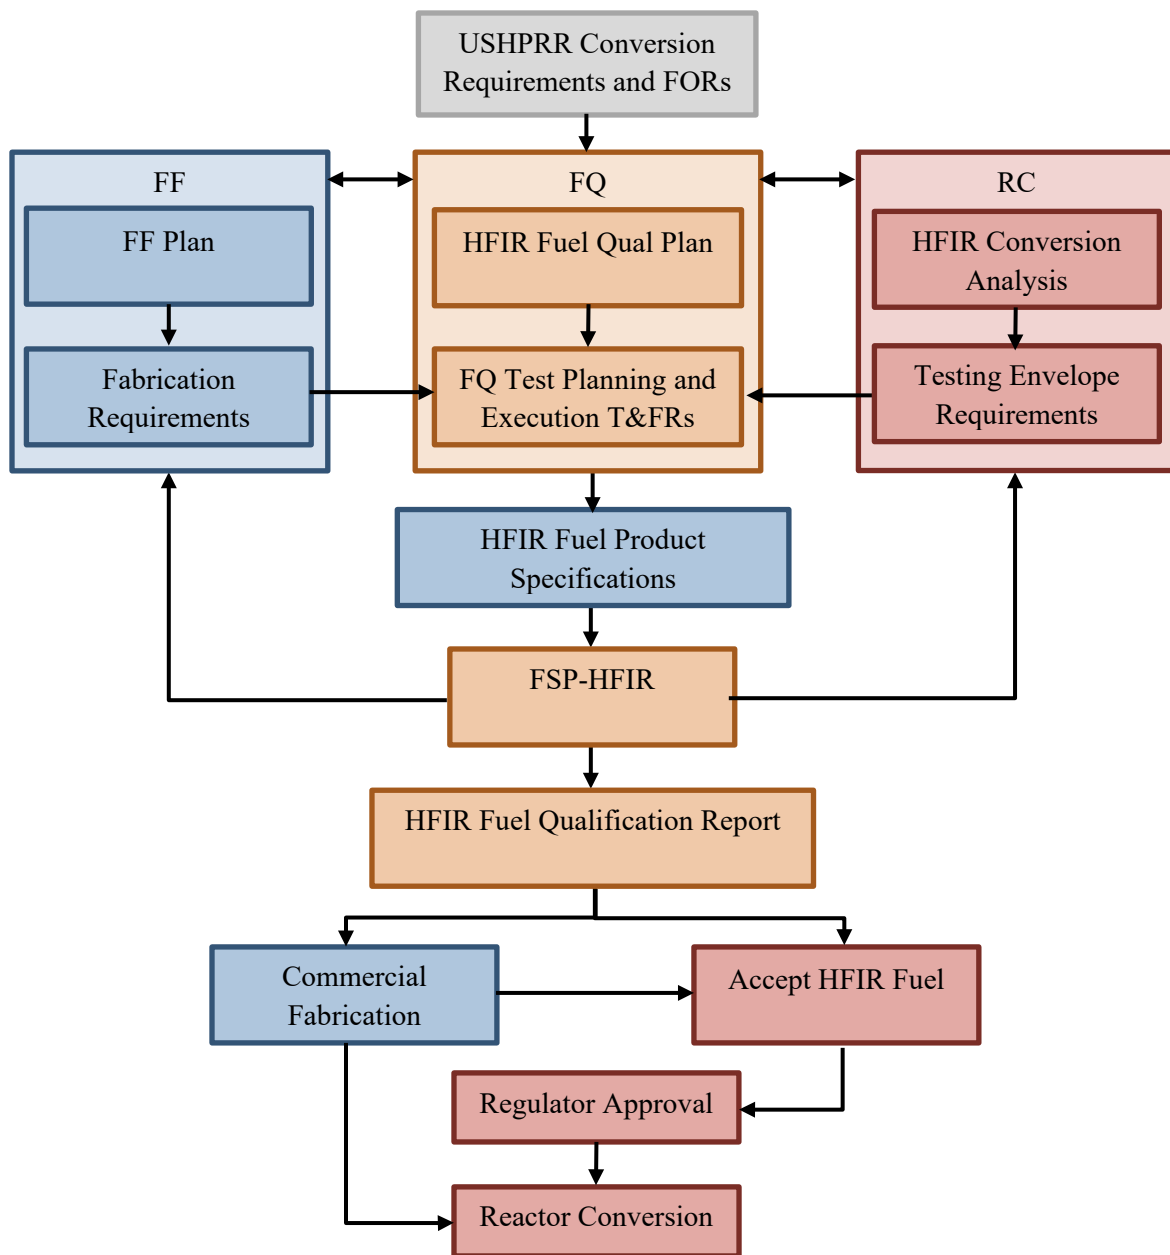 USHPRR Conversion
Requirements and FORs
FF
FF Plan
Fabrication
Requirements
FQ
HFIR Fuel Qual Plan
FQ Test Planning and
Execution T&FRs
RC
HFIR Conversion
Analysis
Testing Envelope
Requirements
HFIR Fuel Product
Specifications
FSP-HFIR
HFIR Fuel Qualification Report
Commercial
Fabrication
Accept HFIR Fuel
Regulator Approval
Reactor Conversion